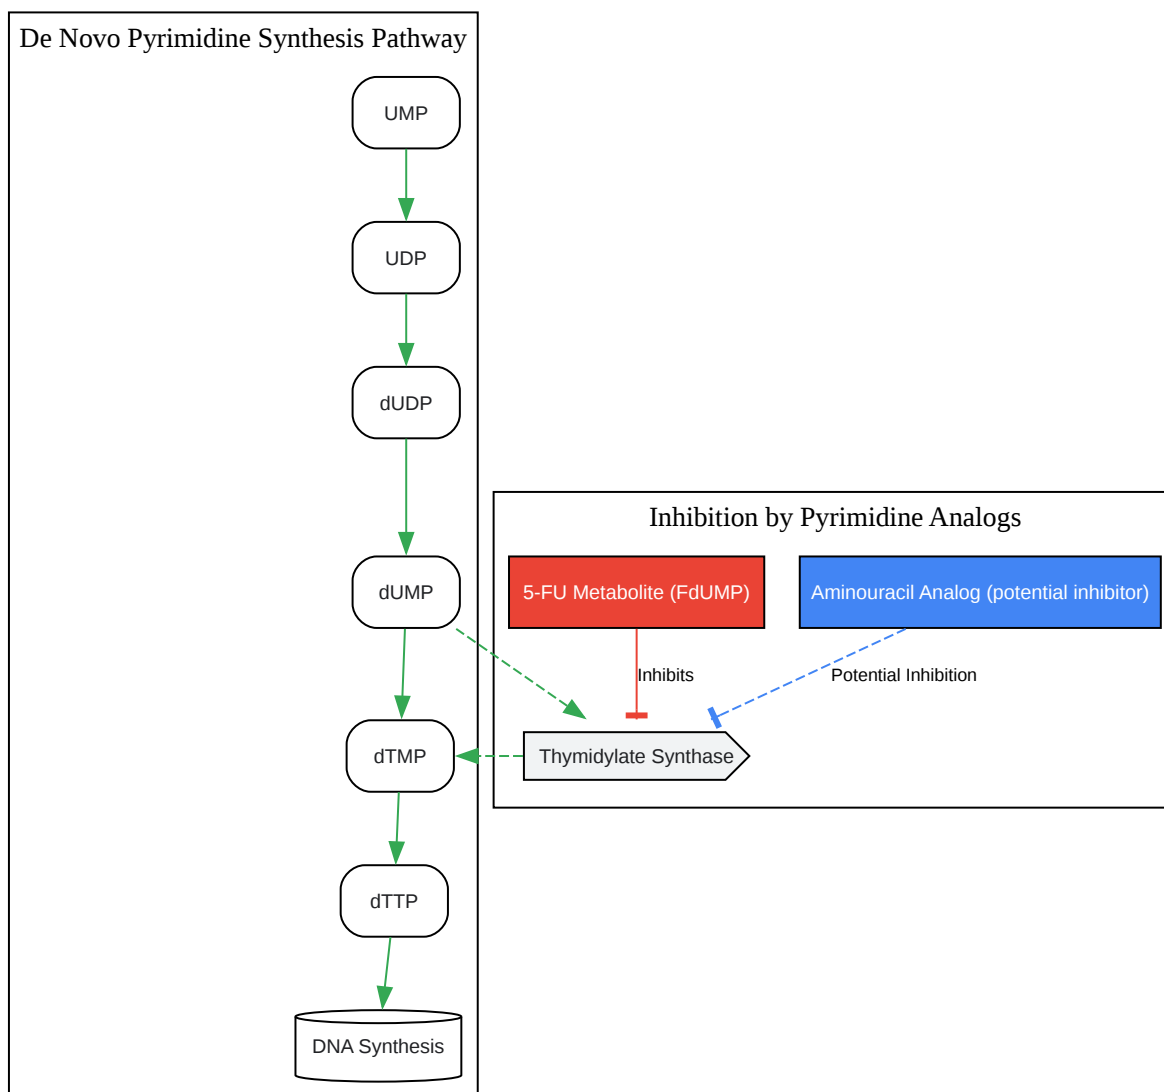 De Novo Pyrimidine Synthesis Pathway
UMP
UDP
dUDP
dUMP
dTMP
dTTP
DNA Synthesis
Inhibition by Pyrimidine Analogs
5-FU Metabolite (FdUMP)
Aminouracil Analog (potential inhibitor)
Inhibits
Potential Inhibition
Thymidylate Synthase